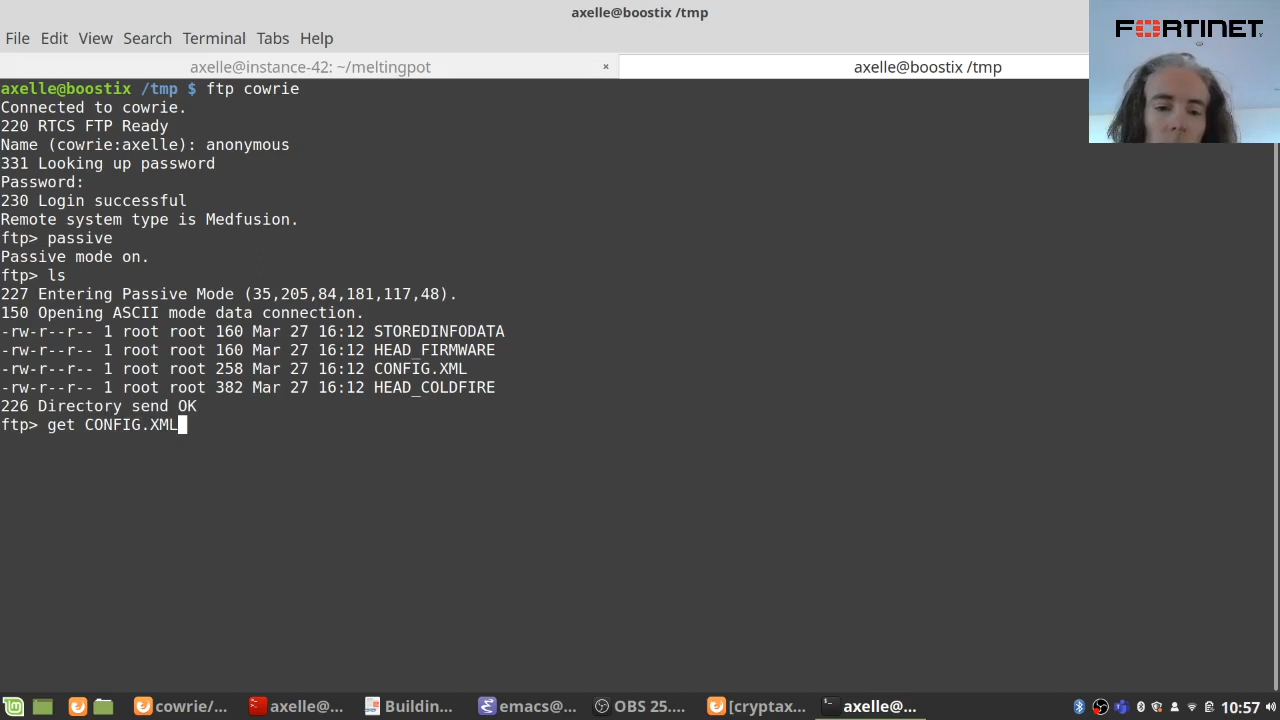 axelle@boostix /tmp
FORTINET
File Edit View Search Terminal Tabs Help
axelle@instance-42: ~/meltingpot ×
axelle@boostix /tmp
axelle@boostix /tmp $ ftp cowrie
Connected to cowrie.
220 RTCS FTP Ready
Name (cowrie:axelle): anonymous
331 Looking up password
Password:
230 Login successful
Remote system type is Medfusion.
ftp> passive
Passive mode on.
ftp> ls
227 Entering Passive Mode (35,205,84,181,117,48).
150 Opening ASCII mode data connection.
-rw-r--r-- 1 root root 160 Mar 27 16:12 STOREDINFODATA
-rw-r--r-- 1 root root 160 Mar 27 16:12 HEAD_FIRMWARE
-rw-r--r-- 1 root root 258 Mar 27 16:12 CONFIG.XML
-rw-r--r-- 1 root root 382 Mar 27 16:12 HEAD_COLDFIRE
226 Directory send OK
ftp> get CONFIG.XML
cowrie/... axelle@... Buildin... emacs@... OBS 25.... [cryptax... axelle@... 10:57